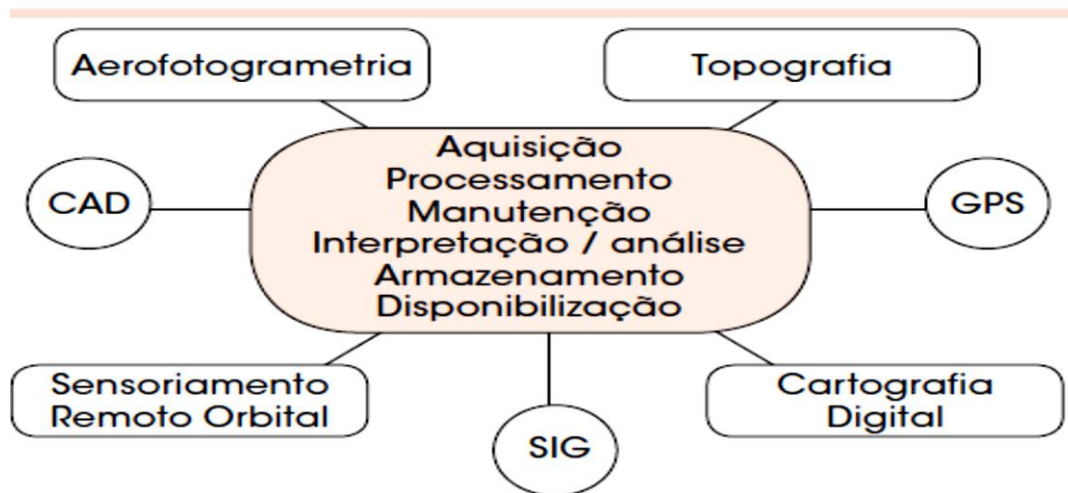 Aerofotogrametria
Topografia
Aquisição
Processamento
Manutenção
Interpretação / análise
Armazenamento
Disponibilização
CAD
GPS
Sensoriamento
Remoto Orbital
SIG
Cartografia
Digital